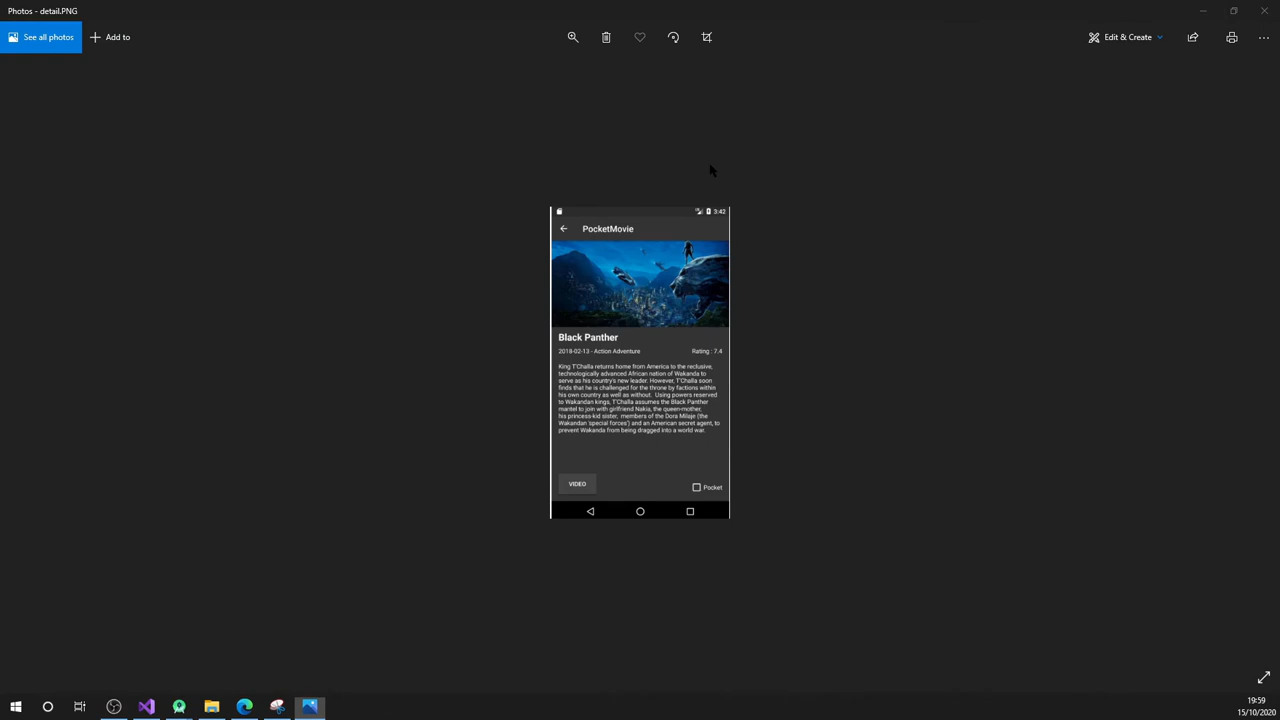 Photos - detail.PNG
See all photos
Add to
Edit & Create
3:42
PocketMovie
Black Panther
2018-02-13 - Action Adventure
Rating : 7.4
King T'Challa returns home from America to the reclusive,
technologically advanced African nation of Wakanda to
serve as his country's new leader. However, T'Challa soon
finds that he is challenged for the throne by factions within
his own country as well as without.  Using powers reserved
to Wakandan kings, T'Challa assumes the Black Panther
mantel to join with girlfriend Nakia, the queen-mother,
his princess-kid sister,  members of the Dora Milaje (the
Wakandan 'special forces') and an American secret agent, to
prevent Wakanda from being dragged into a world war.
VIDEO
Pocket
19:59
15/10/2020